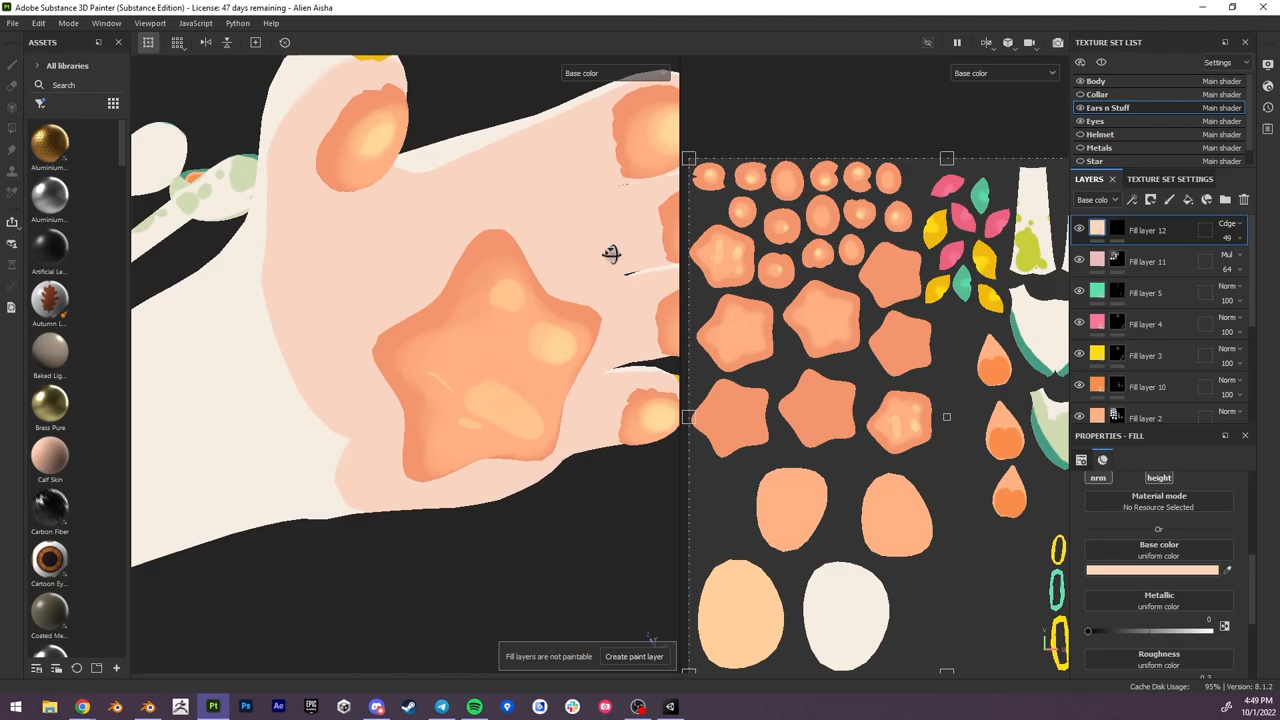 Adobe Substance 3D Painter (Substance Edition) - License: 47 days remaining - Alien Aisha
File Edit Mode Window Viewport JavaScript Python Help
ASSETS
All libraries
Search
Aluminium...
Aluminium...
Artificial Le...
Autumn L...
Baked Lig...
Brass Pure
Calf Skin
Carbon Fiber
Cartoon Ey...
Coated Me...
Base color
Base color
Fill layers are not paintable
Create paint layer
TEXTURE SET LIST
Settings
Body Main shader
Collar Main shader
Ears n Stuff Main shader
Eyes Main shader
Helmet Main shader
Metals Main shader
Star Main shader
LAYERS
TEXTURE SET SETTINGS
Base colo
Fill layer 12 Cdge 49
Fill layer 11 Mul 64
Fill layer 5 Norm 100
Fill layer 4 Norm 100
Fill layer 3 Norm 100
Fill layer 10 Norm 100
Fill layer 2 Norm
PROPERTIES - FILL
nrm height
Material mode
No Resource Selected
Or
Base color
uniform color
Metallic
uniform color
0
Roughness
uniform color
0.3
Cache Disk Usage: 95% | Version: 8.1.2
4:49 PM
10/1/2022